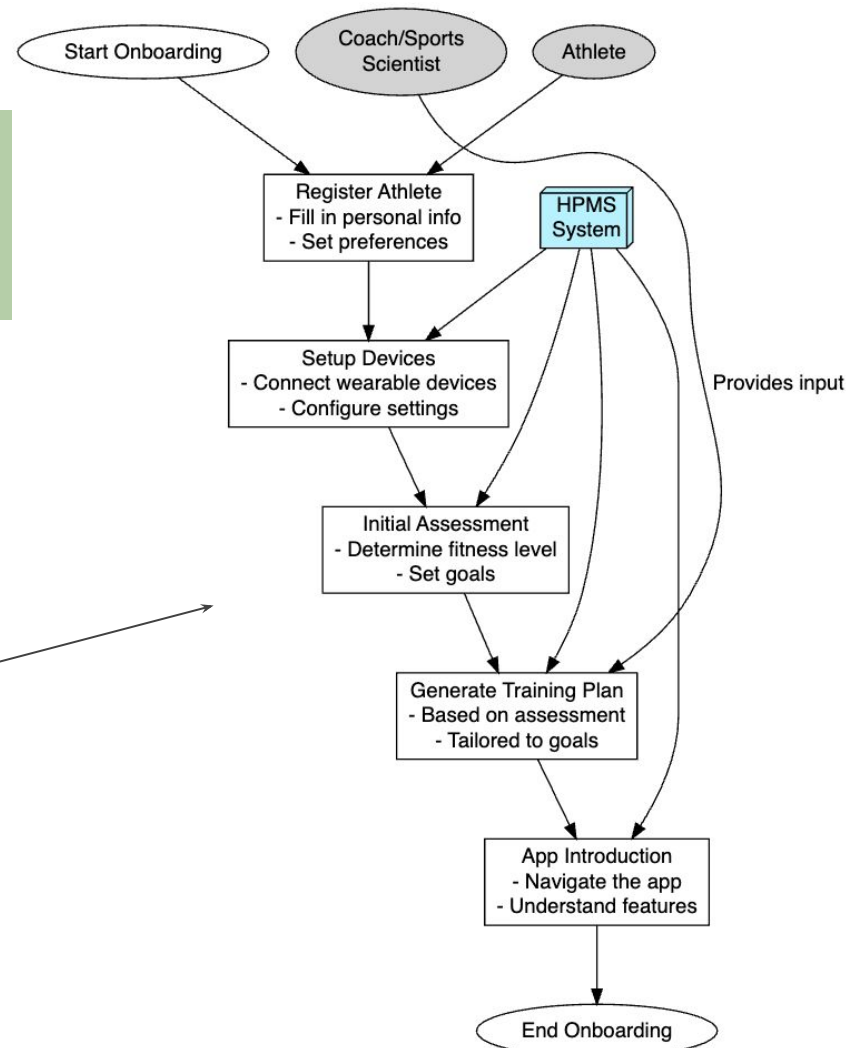 Start Onboarding
Coach/Sports
Scientist
Athlete
Register Athlete
- Fill in personal info
- Set preferences
HPMS
System
Setup Devices
- Connect wearable devices
- Configure settings
Provides input
Initial Assessment
- Determine fitness level
- Set goals
Generate Training Plan
- Based on assessment
- Tailored to goals
App Introduction
- Navigate the app
- Understand features
End Onboarding